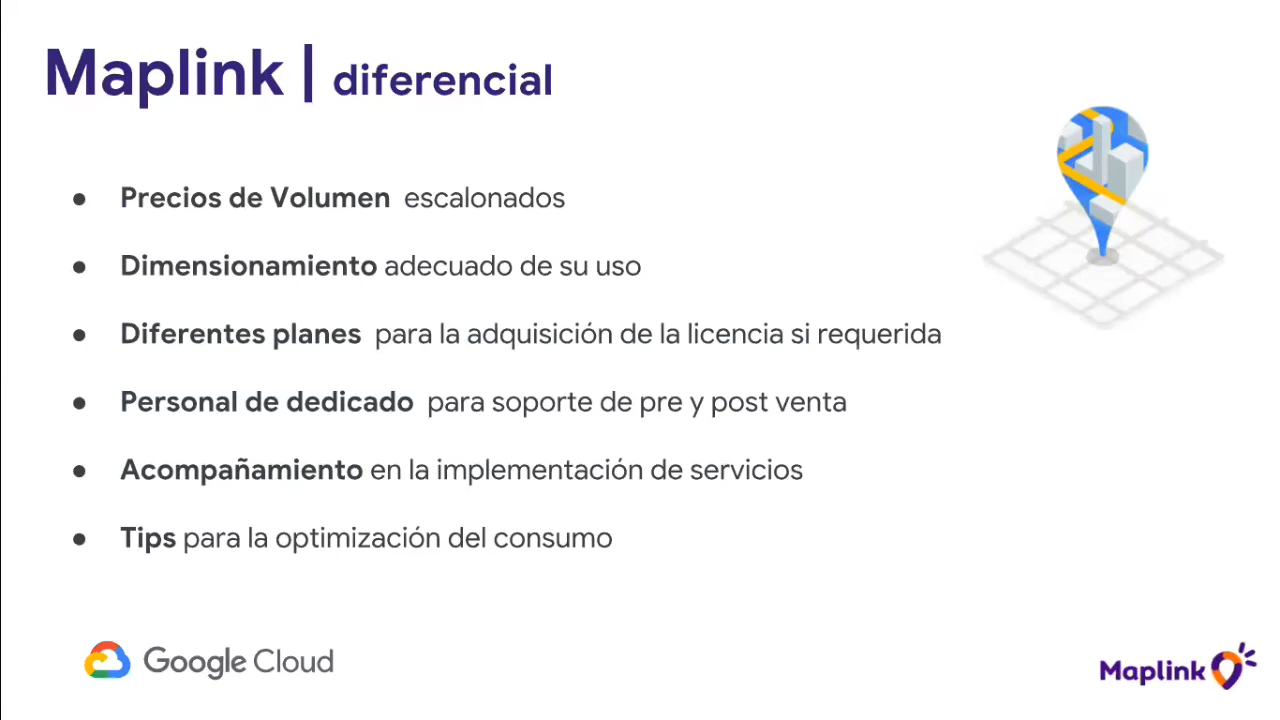 Maplink | diferencial
● Precios de Volumen escalonados
● Dimensionamiento adecuado de su uso
● Diferentes planes para la adquisición de la licencia si requerida
● Personal de dedicado para soporte de pre y post venta
● Acompañamiento en la implementación de servicios
● Tips para la optimización del consumo
Google Cloud
Maplink